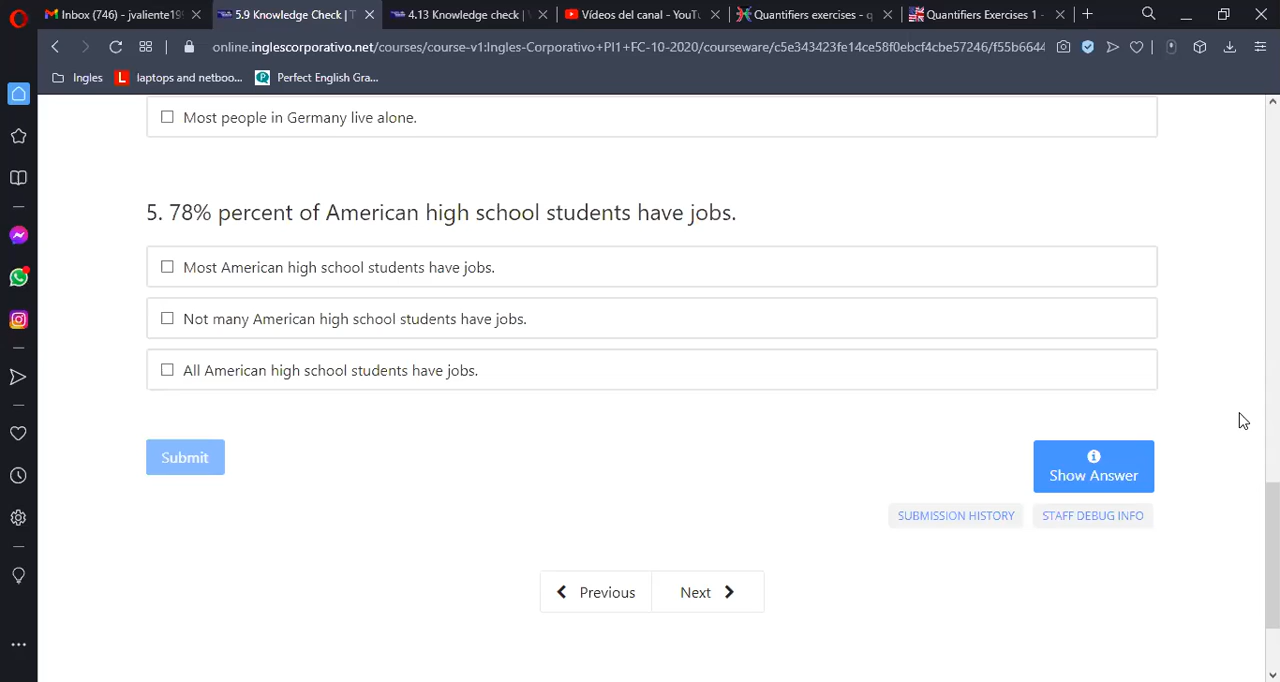 Inbox (746) - jvaliente199
5.9 Knowledge Check | T
4.13 Knowledge check | V
Vídeos del canal - YouTu
Quantifiers exercises - q
Quantifiers Exercises 1 -
online.inglescorporativo.net/courses/course-v1:Ingles-Corporativo+PI1+FC-10-2020/courseware/c5e343423fe14ce58f0ebcf4cbe57246/f55b6644
Ingles
L laptops and netboo...
Perfect English Gra...
Most people in Germany live alone.
5. 78% percent of American high school students have jobs.
Most American high school students have jobs.
Not many American high school students have jobs.
All American high school students have jobs.
Submit
Show Answer
SUBMISSION HISTORY
STAFF DEBUG INFO
Previous
Next